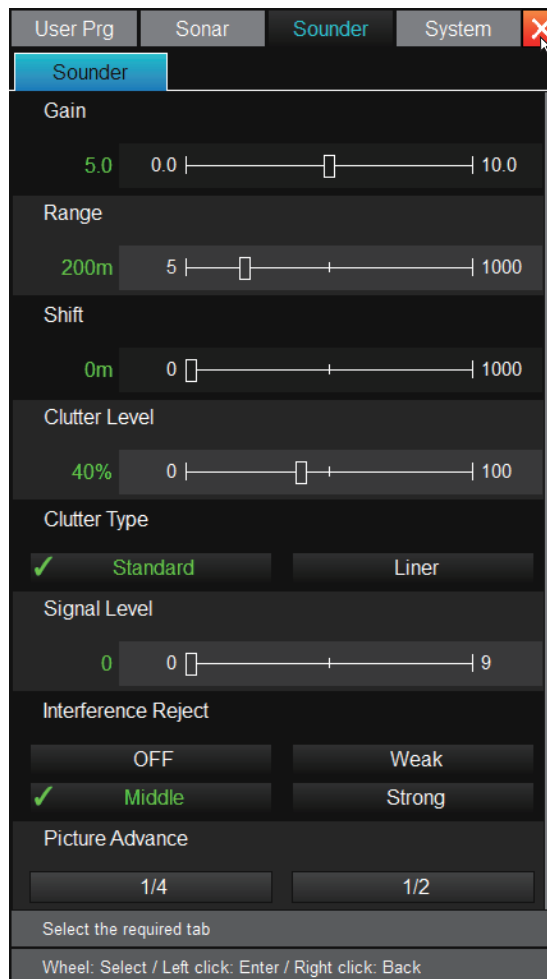 User Prg Sonar Sounder System
Sounder
Gain
5.0 0.0 10.0
Range
200m 5 1000
Shift
0m 0 1000
Clutter Level
40% 0 100
Clutter Type
✓ Standard Liner
Signal Level
0 0 9
Interference Reject
OFF Weak
✓ Middle Strong
Picture Advance
1/4 1/2
Select the required tab
Wheel: Select / Left click: Enter / Right click: Back